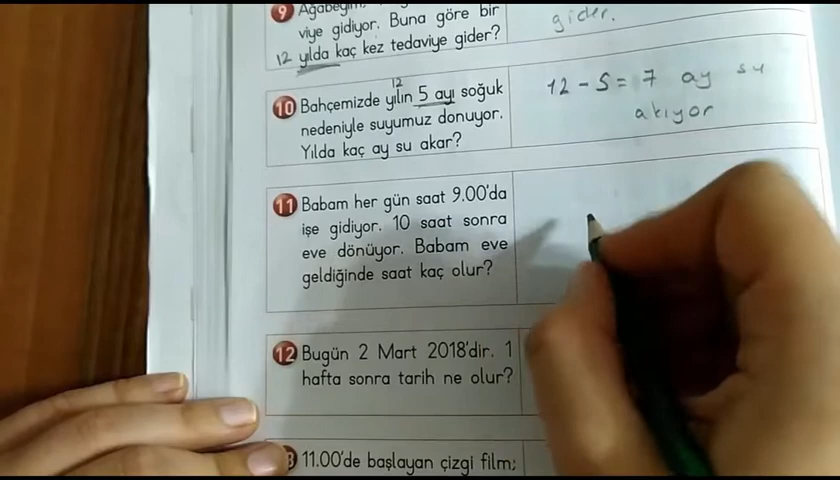 9 Ağabeyim
viye gidiyor. Buna göre bir
12 yılda kaç kez tedaviye gider?
gider.
12
10 Bahçemizde yılın 5 ayı soğuk
nedeniyle suyumuz donuyor.
Yılda kaç ay su akar?
12 - 5 = 7 ay su
akıyor
11 Babam her gün saat 9.00'da
işe gidiyor. 10 saat sonra
eve dönüyor. Babam eve
geldiğinde saat kaç olur?
12 Bugün 2 Mart 2018'dir. 1
hafta sonra tarih ne olur?
11.00'de başlayan çizgi film;